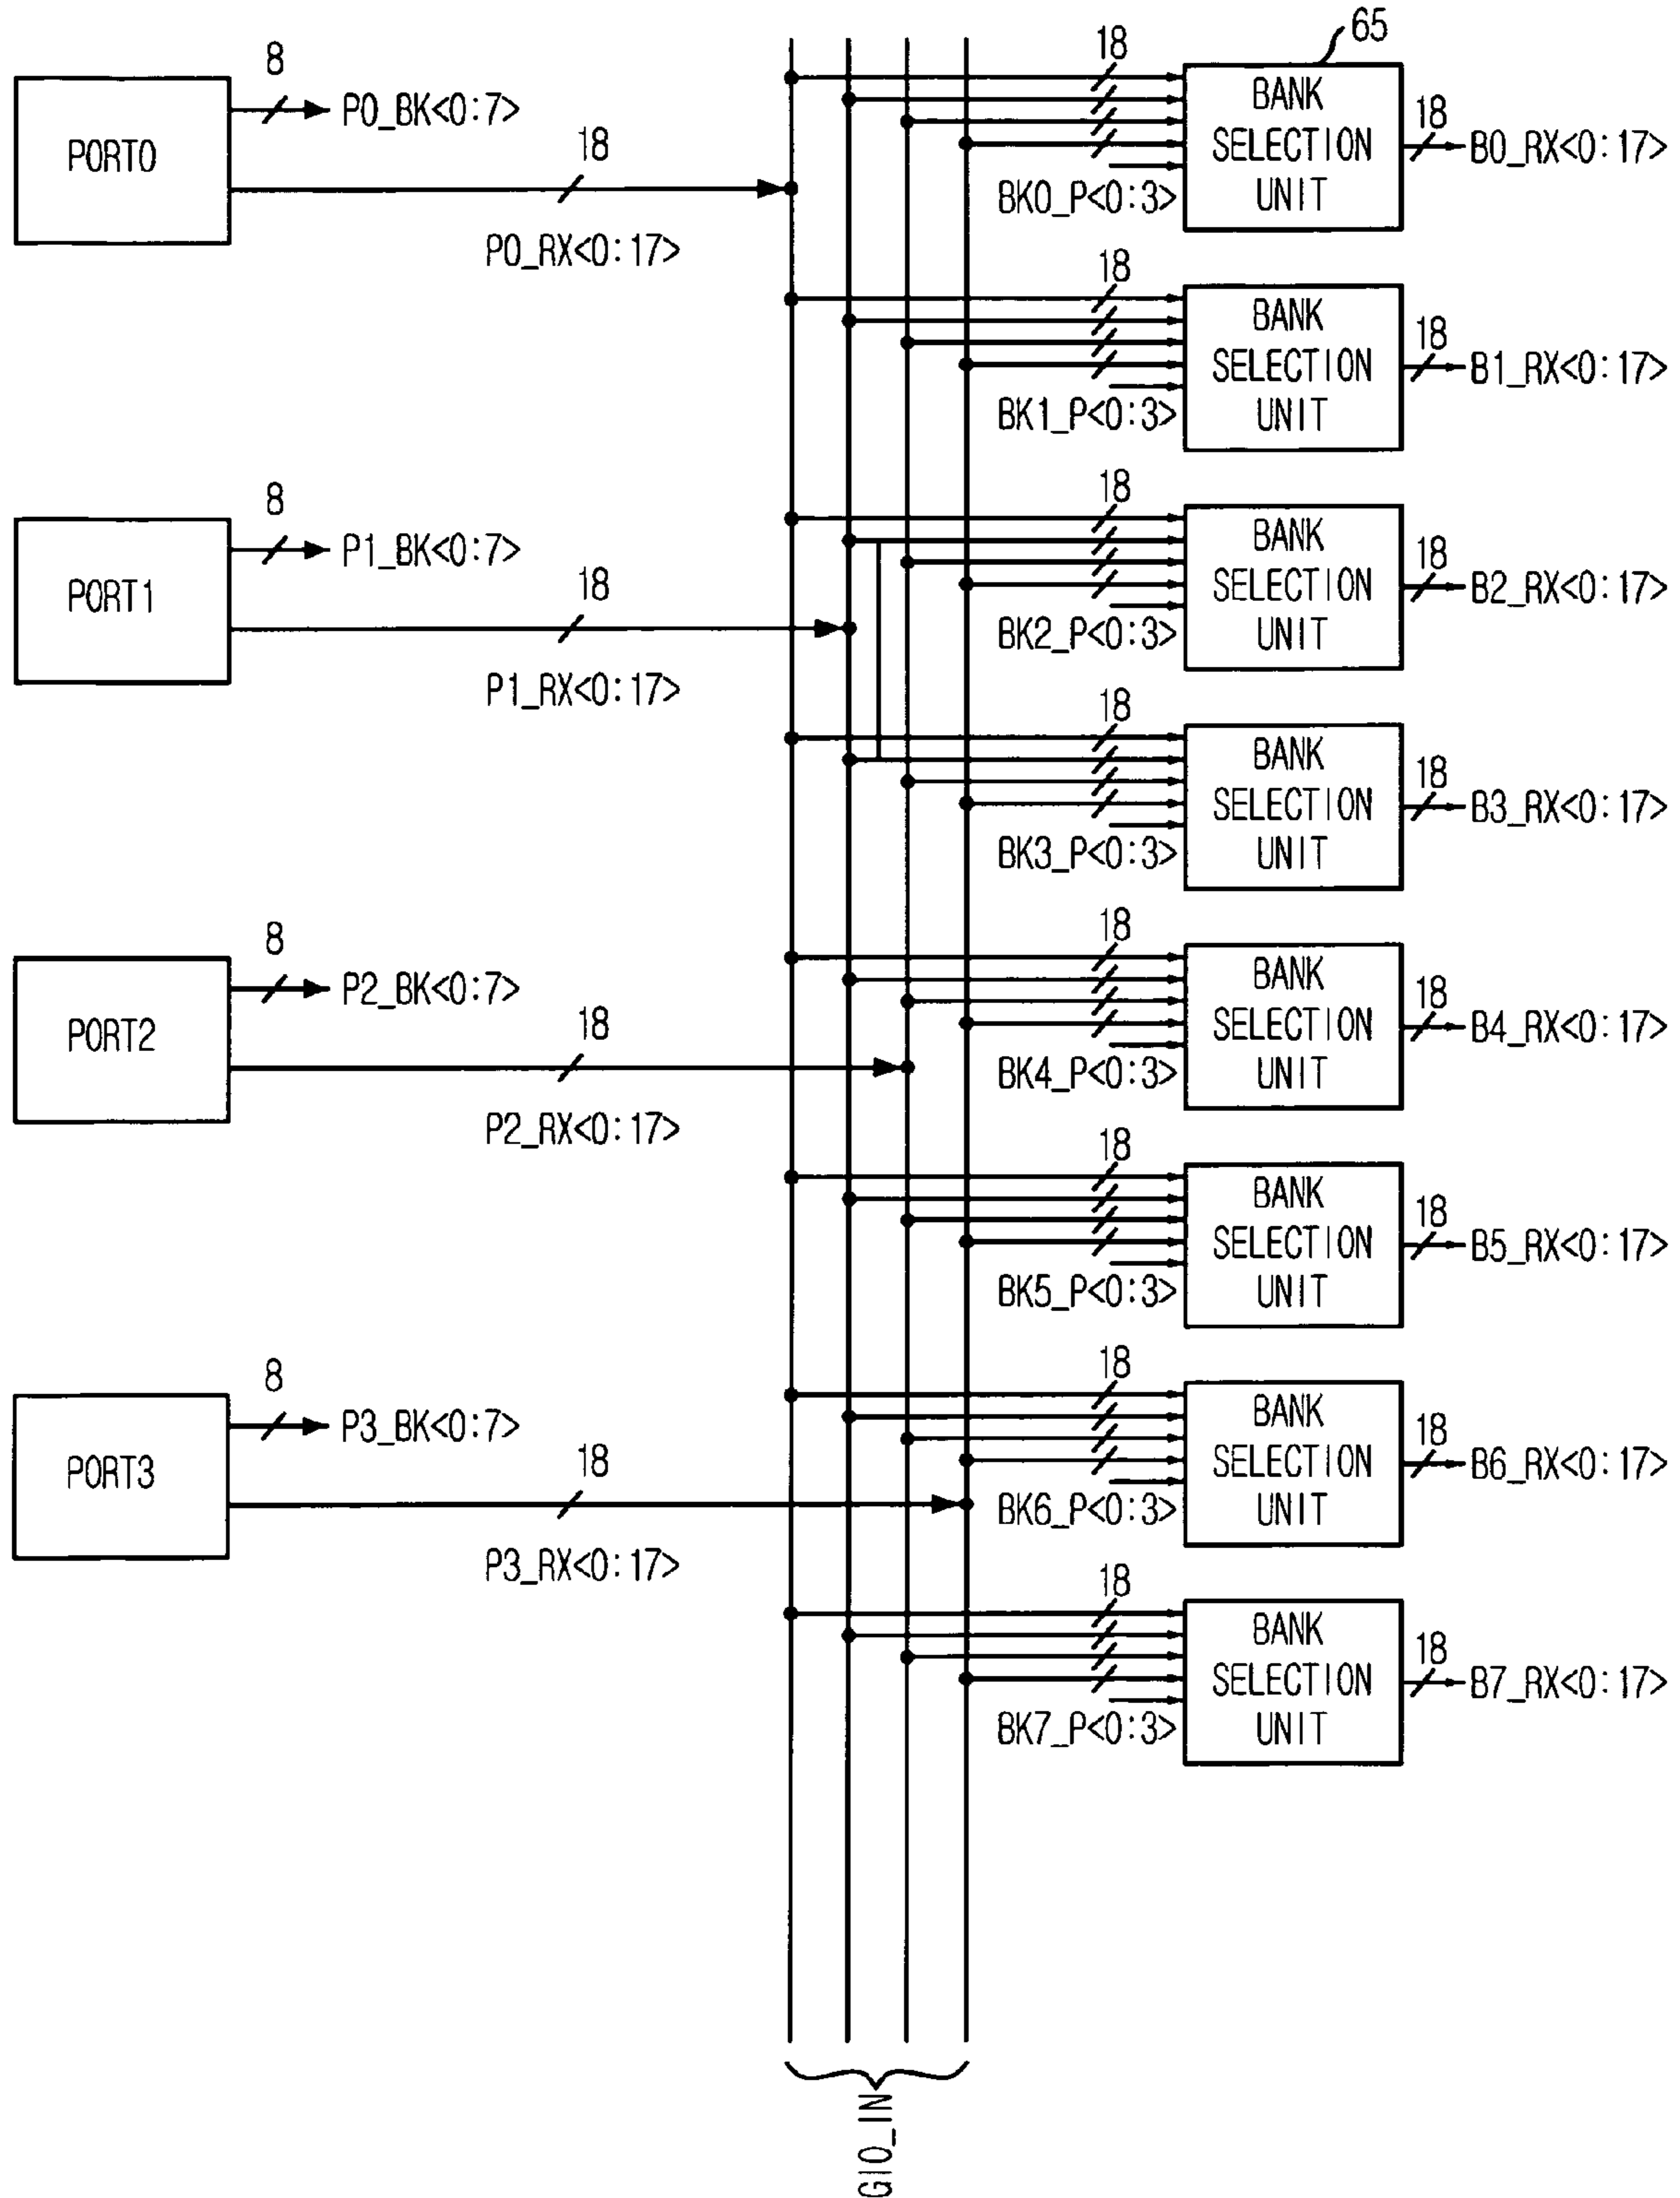 65
8
PORT0
P0_BK<0:7>
18
P0_RX<0:17>
18
BK0_P<0:3>
BANK
SELECTION
UNIT
18
B0_RX<0:17>
18
BK1_P<0:3>
BANK
SELECTION
UNIT
18
B1_RX<0:17>
8
PORT1
P1_BK<0:7>
18
P1_RX<0:17>
18
BK2_P<0:3>
BANK
SELECTION
UNIT
18
B2_RX<0:17>
18
BK3_P<0:3>
BANK
SELECTION
UNIT
18
B3_RX<0:17>
8
PORT2
P2_BK<0:7>
18
P2_RX<0:17>
18
BK4_P<0:3>
BANK
SELECTION
UNIT
18
B4_RX<0:17>
18
BK5_P<0:3>
BANK
SELECTION
UNIT
18
B5_RX<0:17>
8
PORT3
P3_BK<0:7>
18
P3_RX<0:17>
18
BK6_P<0:3>
BANK
SELECTION
UNIT
18
B6_RX<0:17>
18
BK7_P<0:3>
BANK
SELECTION
UNIT
18
B7_RX<0:17>
GIO_IN